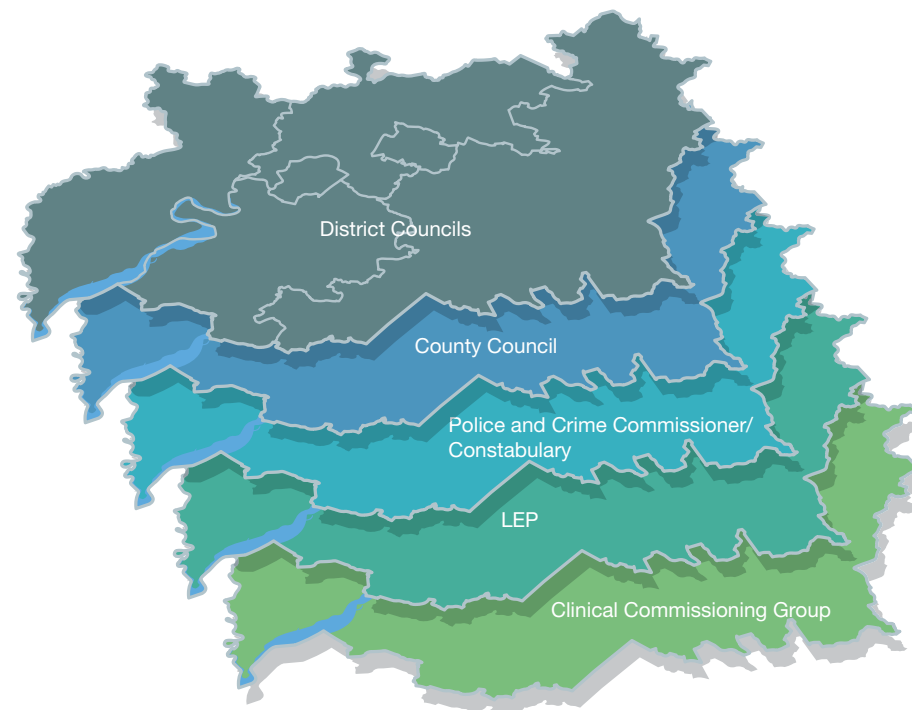 District Councils
County Council
Police and Crime Commissioner/
Constabulary
LEP
Clinical Commissioning Group